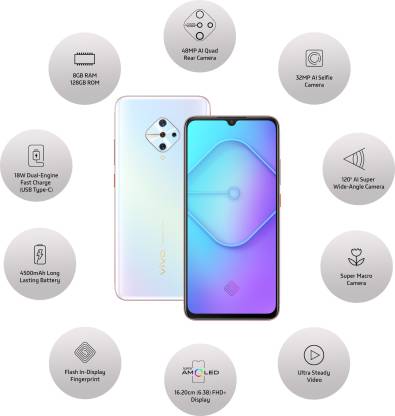 48MP AI Quad
Rear Camera
8GB RAM
128GB ROM
32MP AI Selfie
Camera
18W Dual-Engine
Fast Charge
(USB Type-C)
120° AI Super
Wide-Angle Camera
vivo
4500mAh Long
Lasting Battery
Super Macro
Camera
Flash In-Display
Fingerprint
SUPER
AMOLED
16.20cm (6.38) FHD+
Display
Ultra Steady
Video